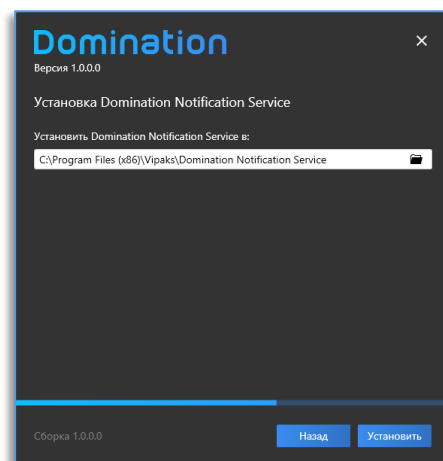 Domination
Версия 1.0.0.0
Установка Domination Notification Service
Установить Domination Notification Service в:
C:\Program Files (x86)\Vipaks\Domination Notification Service
Сборка 1.0.0.0
Назад
Установить